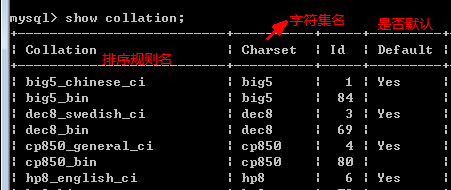 mysql> show collation;
字符集名
是否默认
| Collation | Charset | Id | Default |
排序规则名
| big5_chinese_ci | big5 | 1 | Yes |
| big5_bin | big5 | 84 | |
| dec8_swedish_ci | dec8 | 3 | Yes |
| dec8_bin | dec8 | 69 | |
| cp850_general_ci | cp850 | 4 | Yes |
| cp850_bin | cp850 | 80 | |
| hp8_english_ci | hp8 | 6 | Yes |